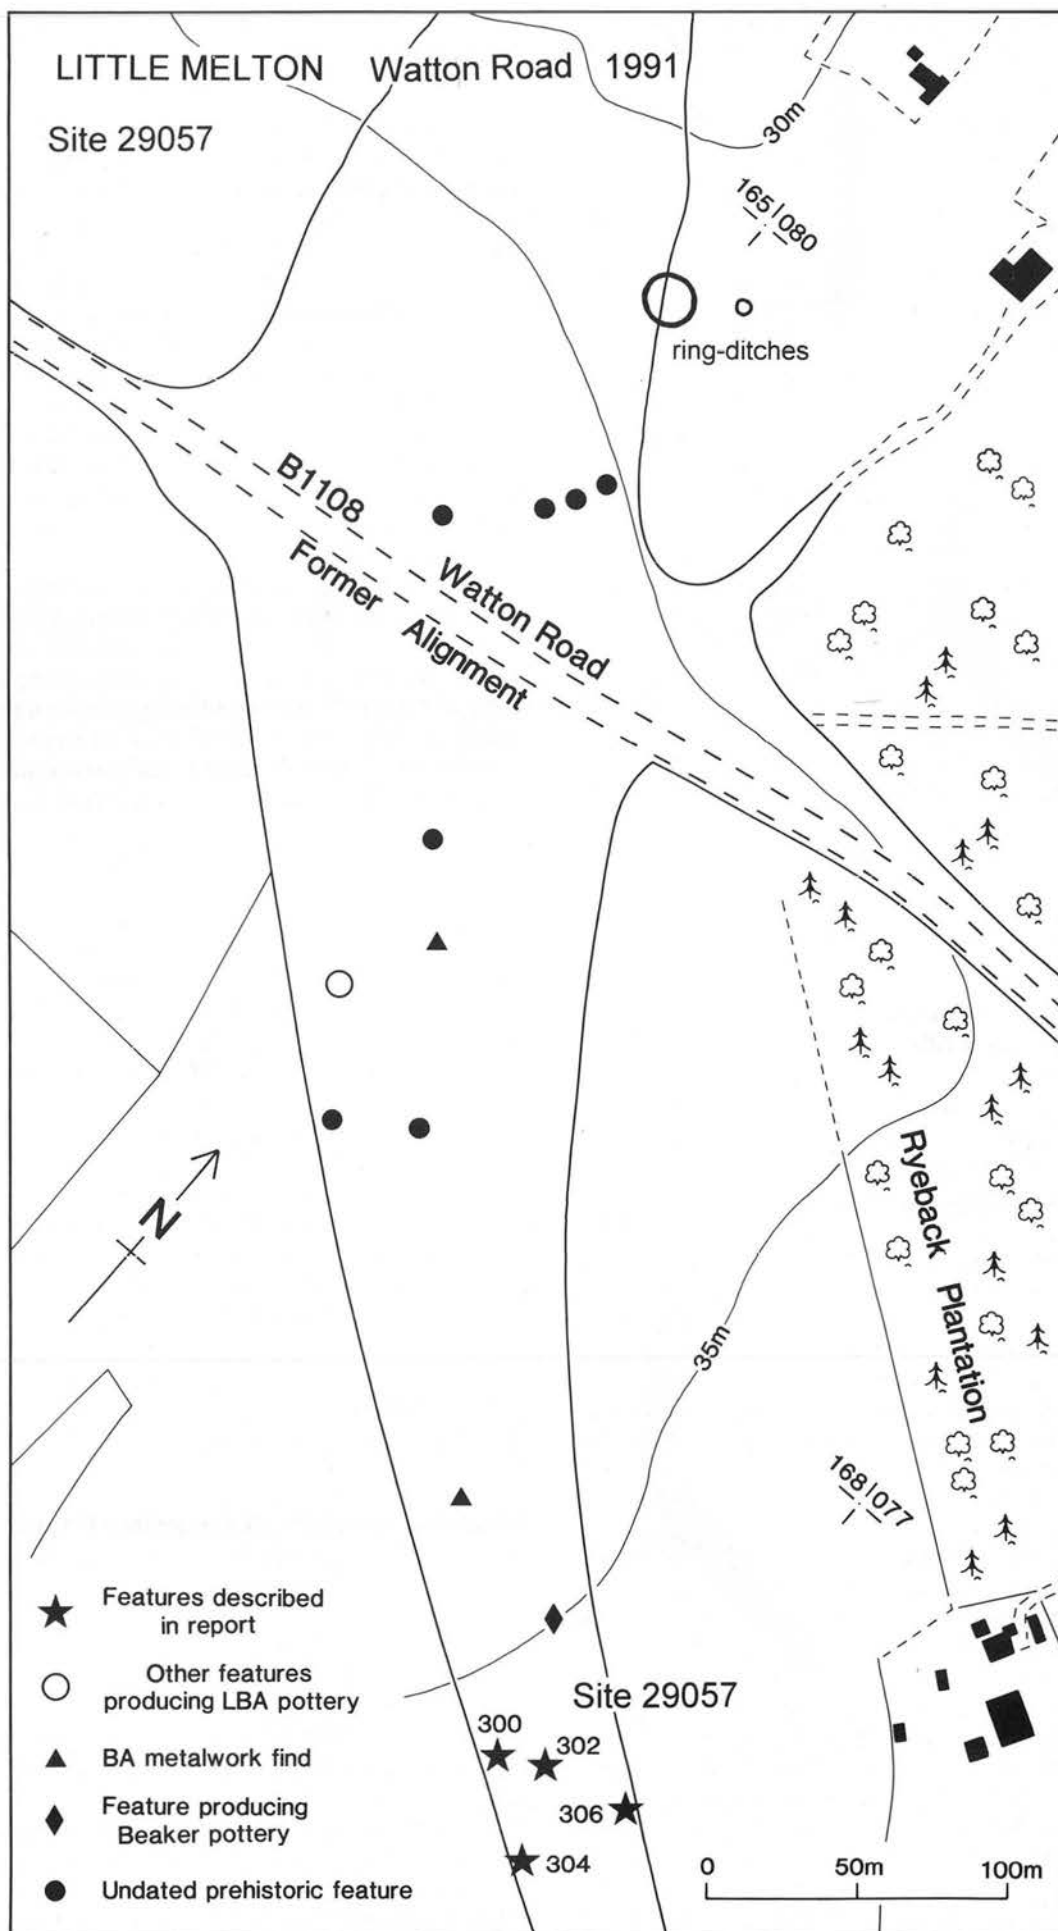 LITTLE MELTON Watton Road 1991
Site 29057
30m
165|080
ring-ditches
B1108
Watton Road
Former Alignment
N
Ryeback Plantation
35m
168|077
Features described
in report
Other features
producing LBA pottery
BA metalwork find
Feature producing
Beaker pottery
Undated prehistoric feature
Site 29057
300
302
306
304
0 50m 100m